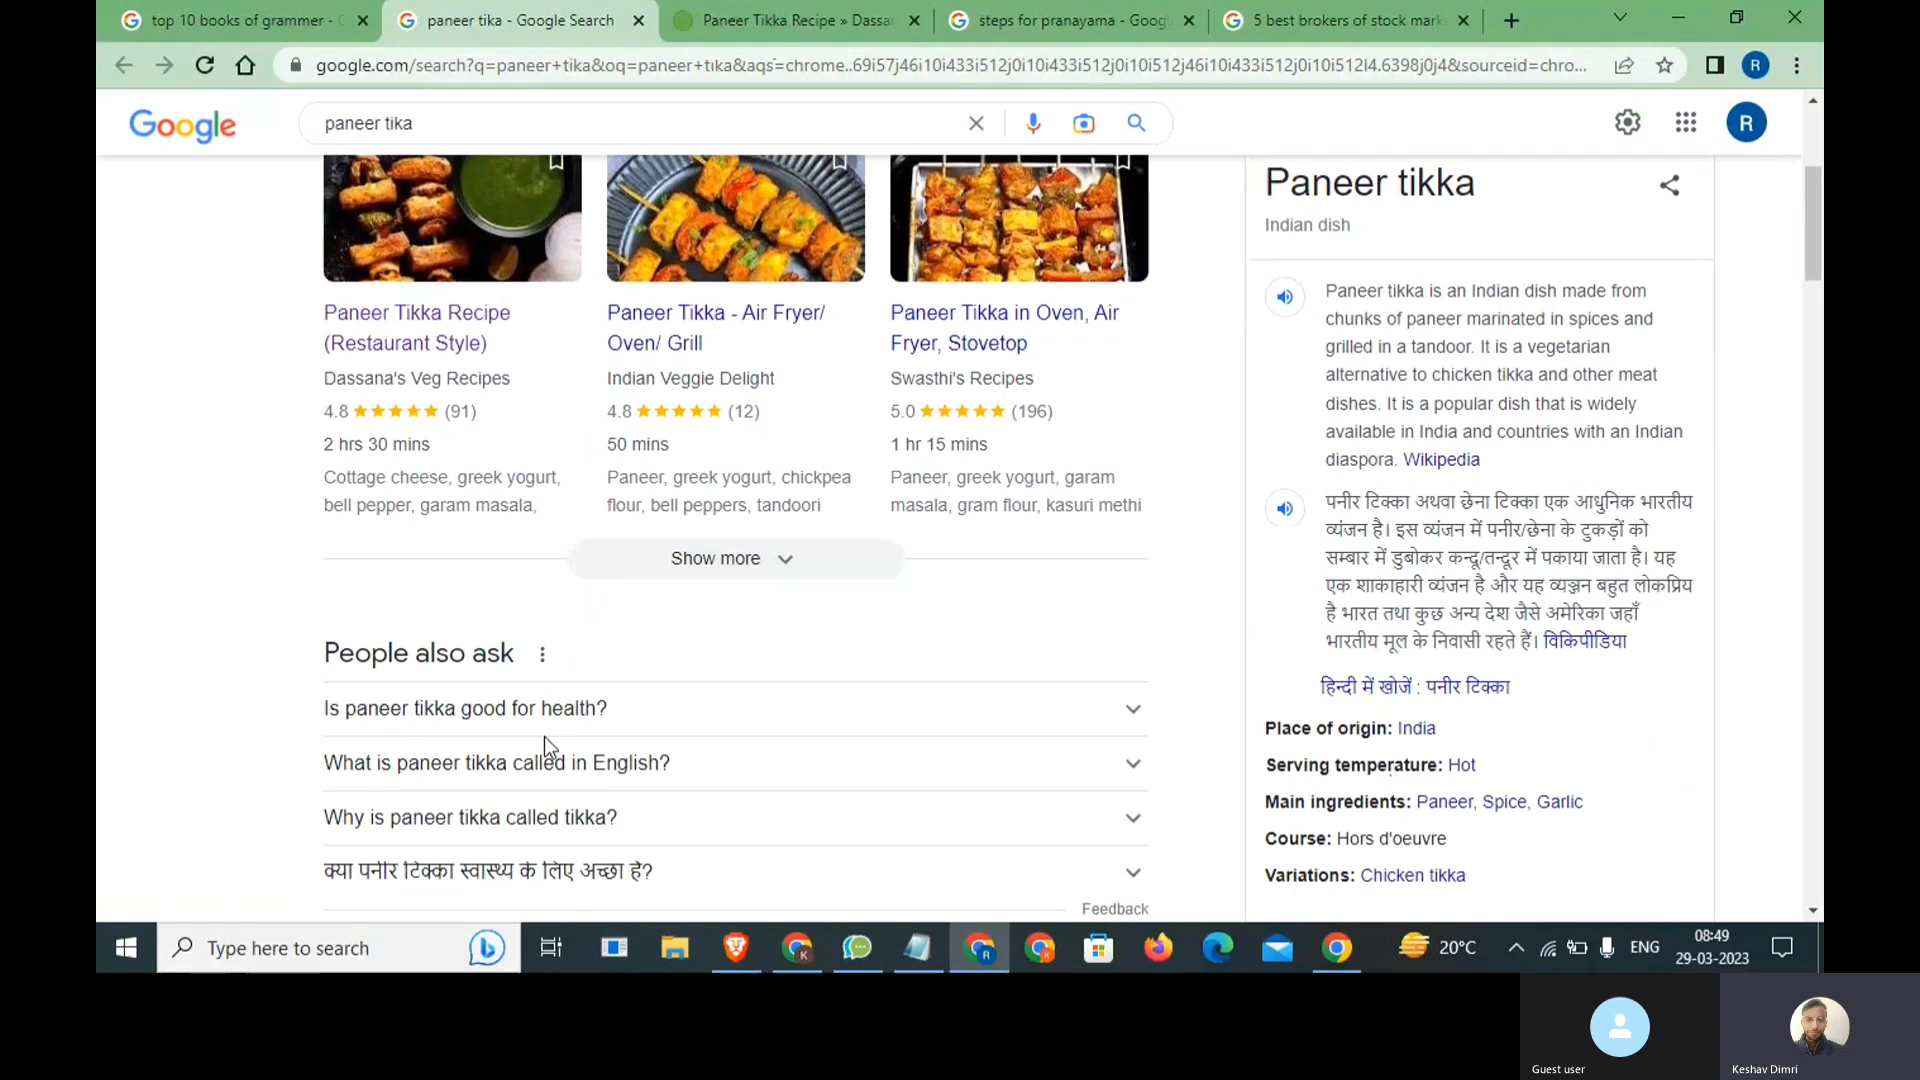 top 10 books of grammer -
paneer tika - Google Search
Paneer Tikka Recipe » Dassan
steps for pranayama - Goog
5 best brokers of stock mark
google.com/search?q=paneer+tika&oq=paneer+tika&aqs=chrome..69i57j46i10i433i512j0i10i433i512j0i10i512j46i10i433i512j0i10i512l4.6398j0j4&sourceid=chro...
R
Google
paneer tika
R
Paneer Tikka Recipe
(Restaurant Style)
Dassana's Veg Recipes
4.8 ★★★★★ (91)
2 hrs 30 mins
Cottage cheese, greek yogurt,
bell pepper, garam masala,
Paneer Tikka - Air Fryer/
Oven/ Grill
Indian Veggie Delight
4.8 ★★★★★ (12)
50 mins
Paneer, greek yogurt, chickpea
flour, bell peppers, tandoori
Paneer Tikka in Oven, Air
Fryer, Stovetop
Swasthi's Recipes
5.0 ★★★★★ (196)
1 hr 15 mins
Paneer, greek yogurt, garam
masala, gram flour, kasuri methi
Show more
People also ask
Is paneer tikka good for health?
What is paneer tikka called in English?
Why is paneer tikka called tikka?
क्या पनीर टिक्का स्वास्थ्य के लिए अच्छा है?
Feedback
Paneer tikka
Indian dish
Paneer tikka is an Indian dish made from
chunks of paneer marinated in spices and
grilled in a tandoor. It is a vegetarian
alternative to chicken tikka and other meat
dishes. It is a popular dish that is widely
available in India and countries with an Indian
diaspora. Wikipedia
पनीर टिक्का अथवा छेना टिक्का एक आधुनिक भारतीय
व्यंजन है। इस व्यंजन में पनीर/छेना के टुकड़ों को
सम्बार में डुबोकर कन्दू/तन्दूर में पकाया जाता है। यह
एक शाकाहारी व्यंजन है और यह व्यञ्जन बहुत लोकप्रिय
है भारत तथा कुछ अन्य देश जैसे अमेरिका जहाँ
भारतीय मूल के निवासी रहते हैं। विकिपीडिया
हिन्दी में खोजें : पनीर टिक्का
Place of origin: India
Serving temperature: Hot
Main ingredients: Paneer, Spice, Garlic
Course: Hors d'oeuvre
Variations: Chicken tikka
Type here to search
K
R
20°C
ENG
08:49
29-03-2023
Guest user
Keshav Dimri